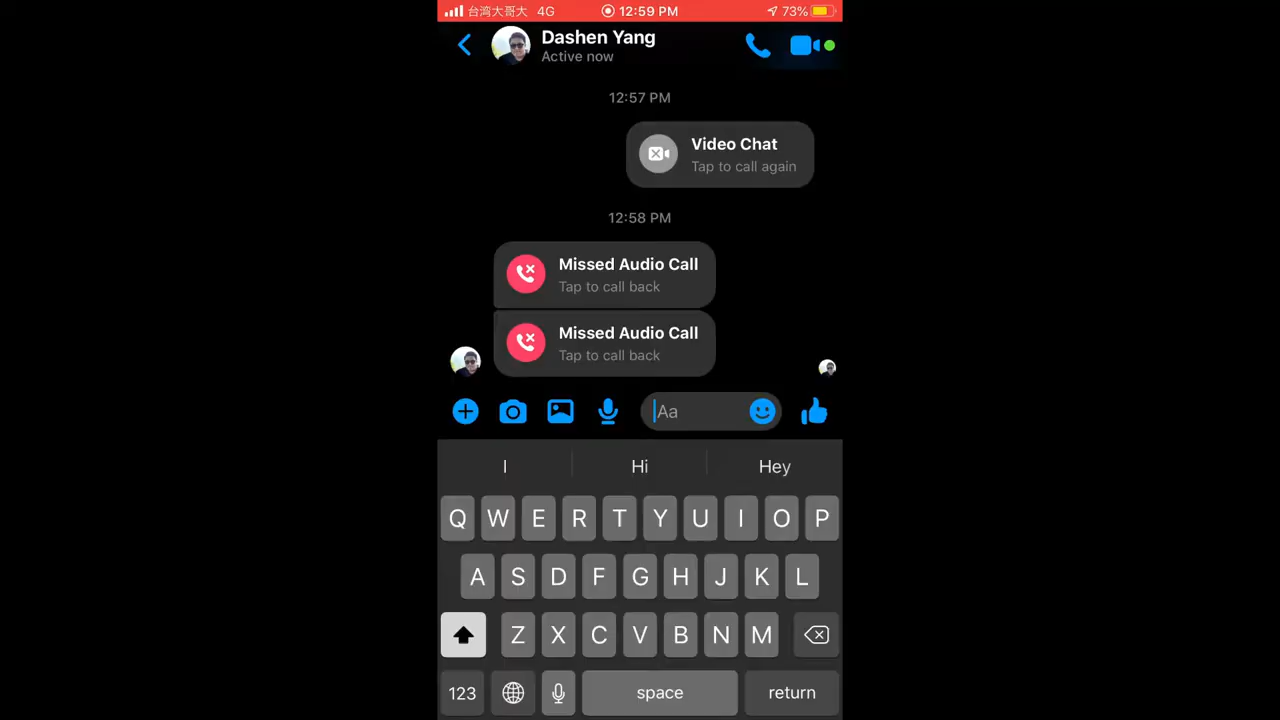 台湾大哥大 4G 12:59 PM 73%
Dashen Yang
Active now
12:57 PM
Video Chat
Tap to call again
12:58 PM
Missed Audio Call
Tap to call back
Missed Audio Call
Tap to call back
Aa
I Hi Hey
Q W E R T Y U I O P
A S D F G H J K L
Z X C V B N M
123 space return